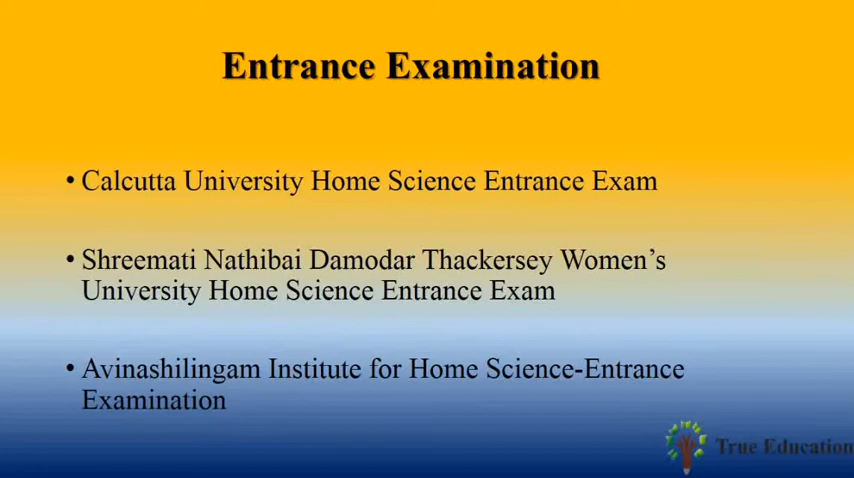 Entrance Examination
• Calcutta University Home Science Entrance Exam
• Shreemati Nathibai Damodar Thackersey Women’s
University Home Science Entrance Exam
• Avinashilingam Institute for Home Science-Entrance
Examination
True Education